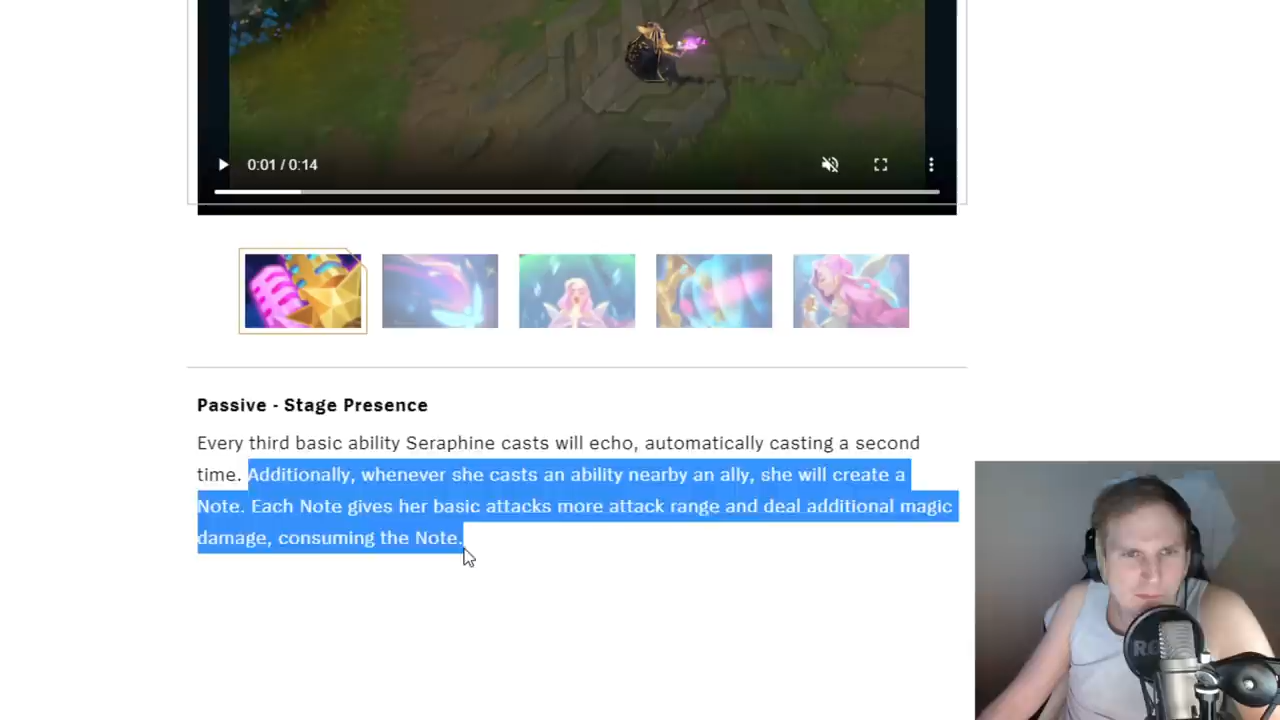 0:01 / 0:14
Passive - Stage Presence
Every third basic ability Seraphine casts will echo, automatically casting a second
time. Additionally, whenever she casts an ability nearby an ally, she will create a
Note. Each Note gives her basic attacks more attack range and deal additional magic
damage, consuming the Note.